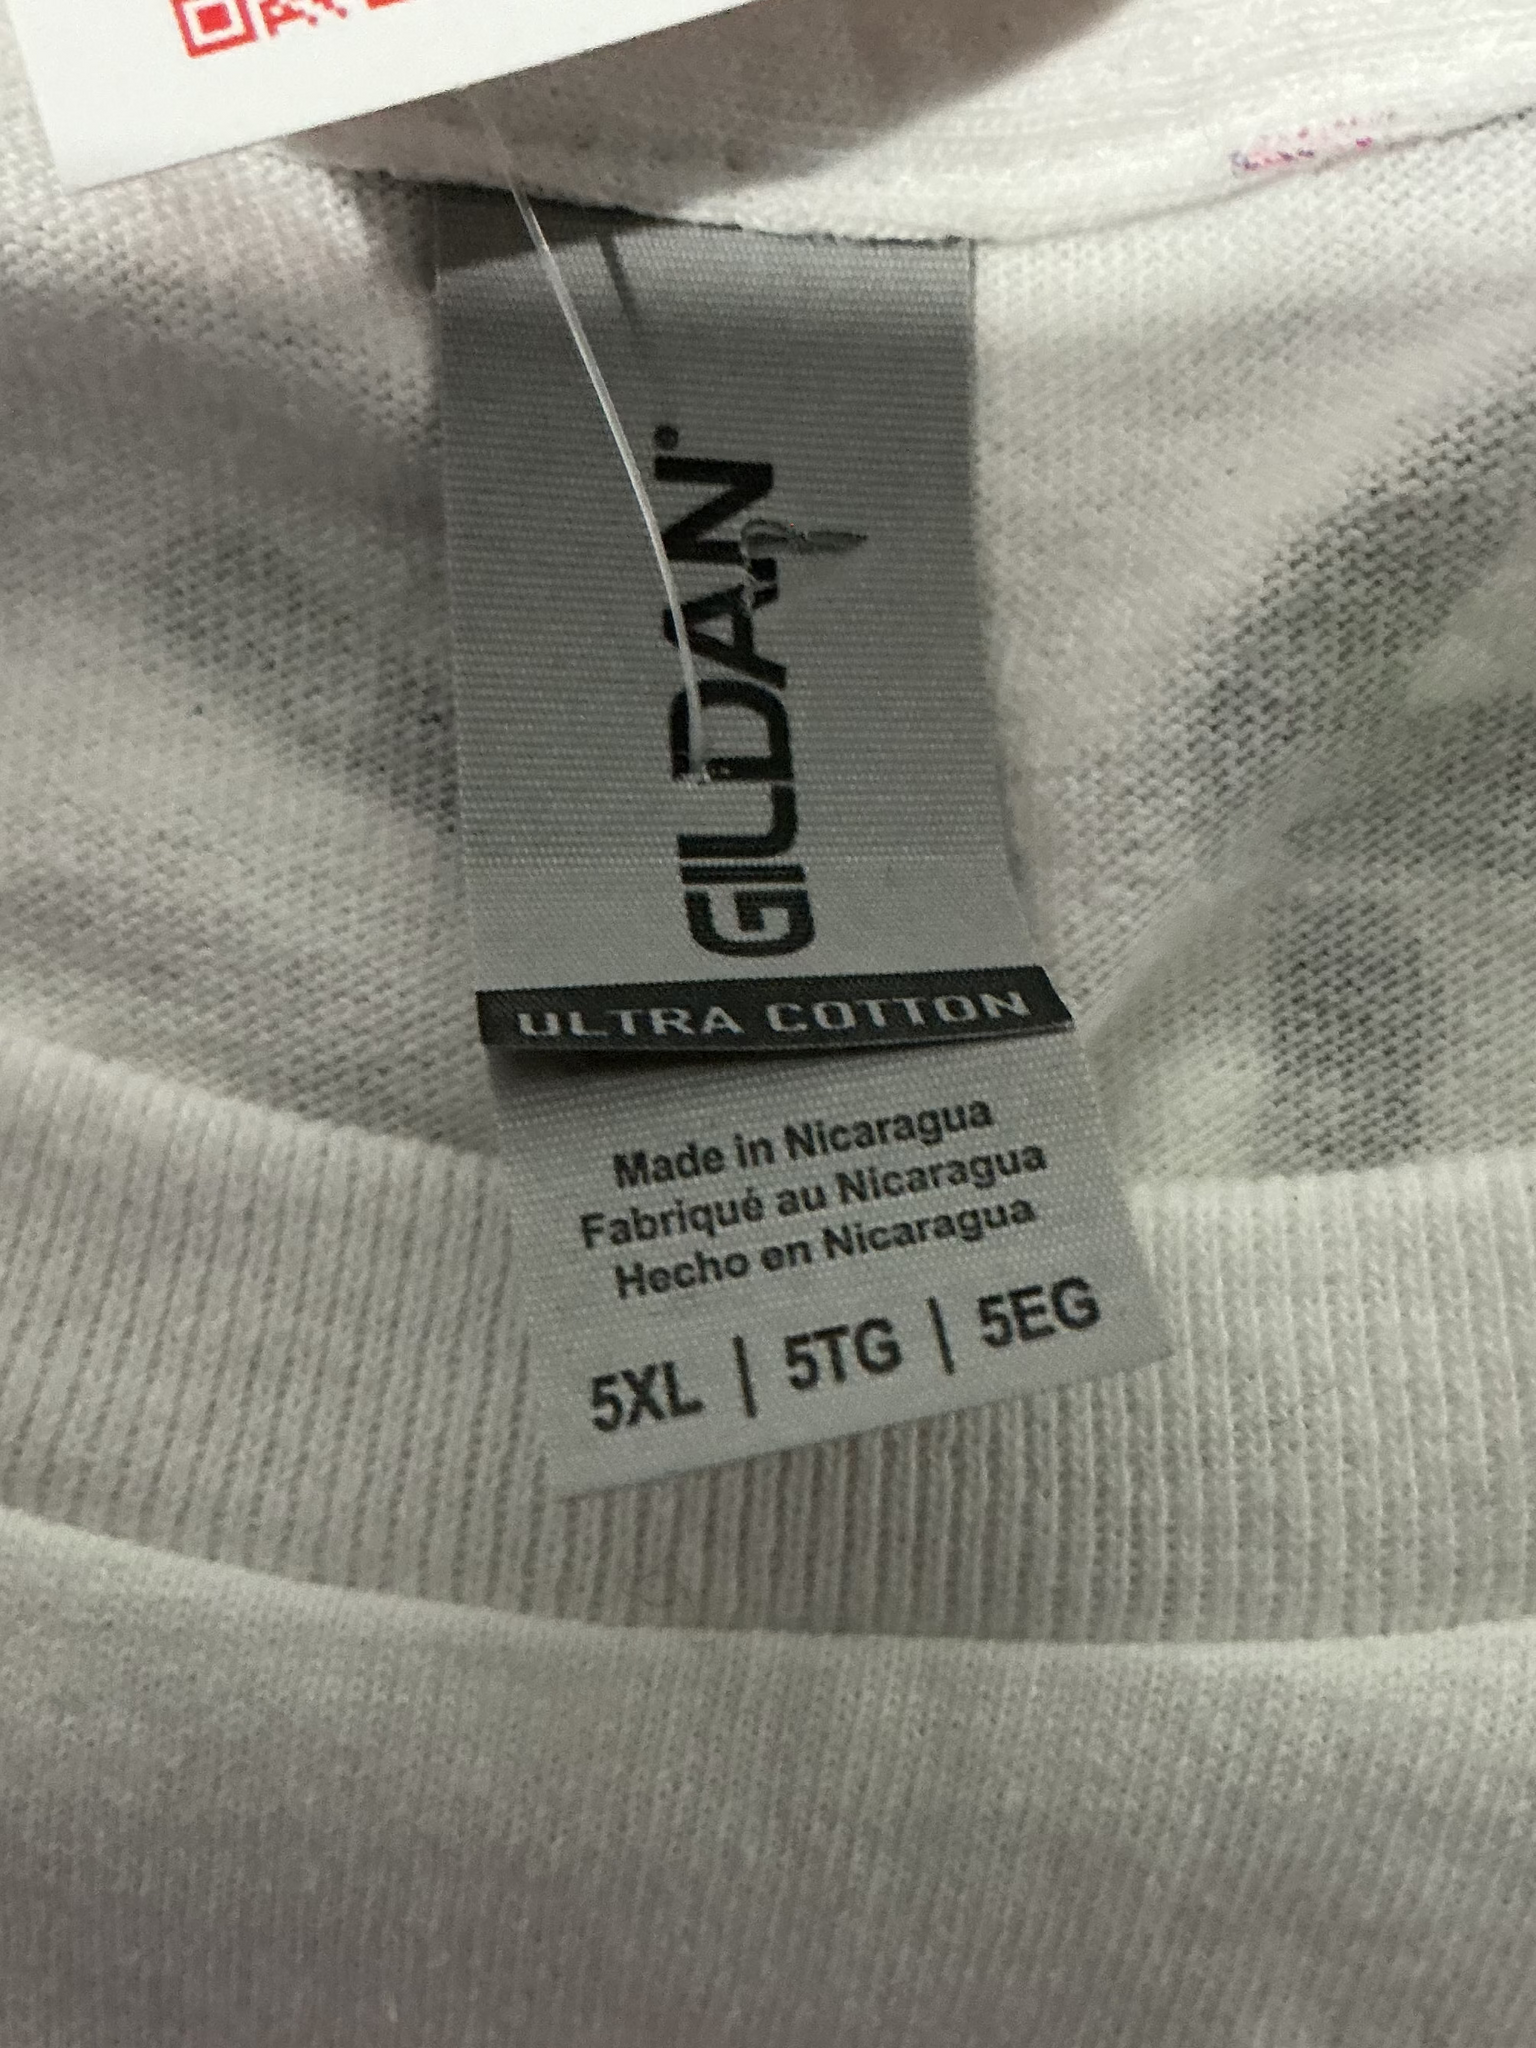 GILDAN®
ULTRA COTTON
Made in Nicaragua
Fabriqué au Nicaragua
Hecho en Nicaragua
5XL | 5TG | 5EG